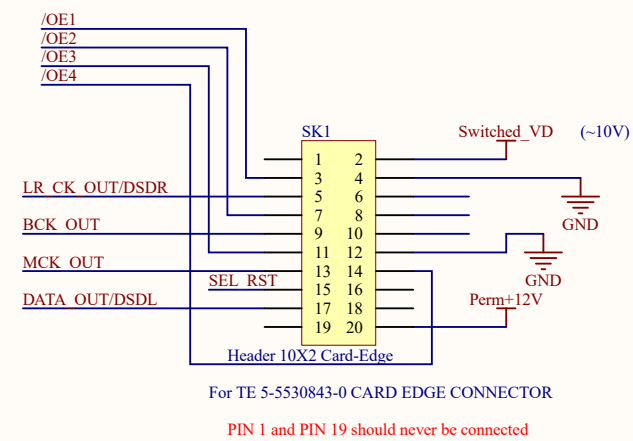 /OE1
/OE2
/OE3
/OE4
SK1
Switched_VD (~10V)
1 2
3 4
LR_CK_OUT/DSDR 5 6
7 8
GND
BCK_OUT 9 10
11 12
MCK_OUT 13 14
GND
SEL_RST 15 16
DATA_OUT/DSDL 17 18
Perm+12V
19 20
Header 10X2 Card-Edge
For TE 5-5530843-0 CARD EDGE CONNECTOR
PIN 1 and PIN 19 should never be connected